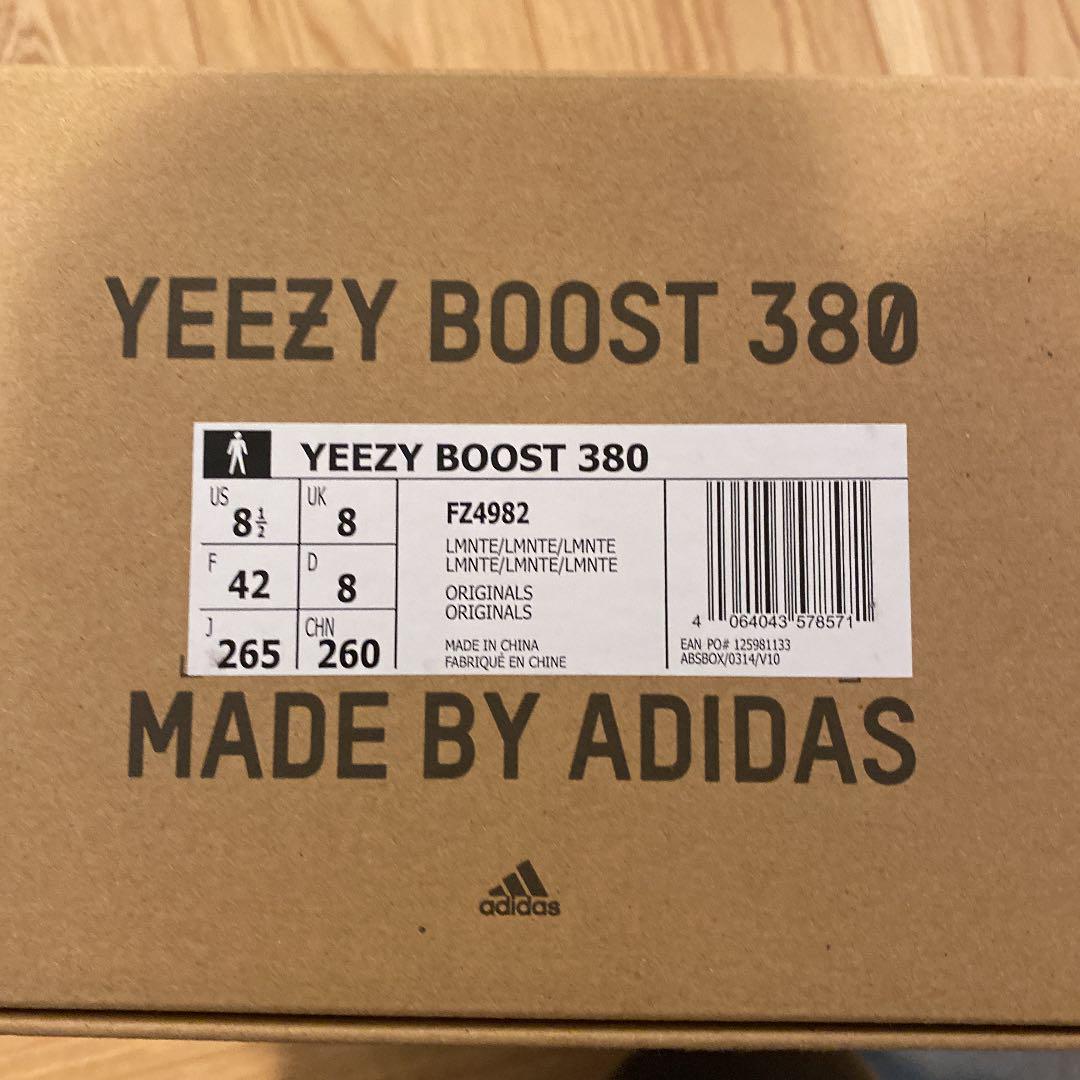 YEEZY BOOST 380
YEEZY BOOST 380
US 8½ UK 8
F 42 D 8
J 265 CHN 260
FZ4982
LMNTE/LMNTE/LMNTE
LMNTE/LMNTE/LMNTE
ORIGINALS
ORIGINALS
MADE IN CHINA
FABRIQUÉ EN CHINE
4 064043 578571
EAN PO# 125981133
ABSBOX/0314/V10
MADE BY ADIDAS
adidas